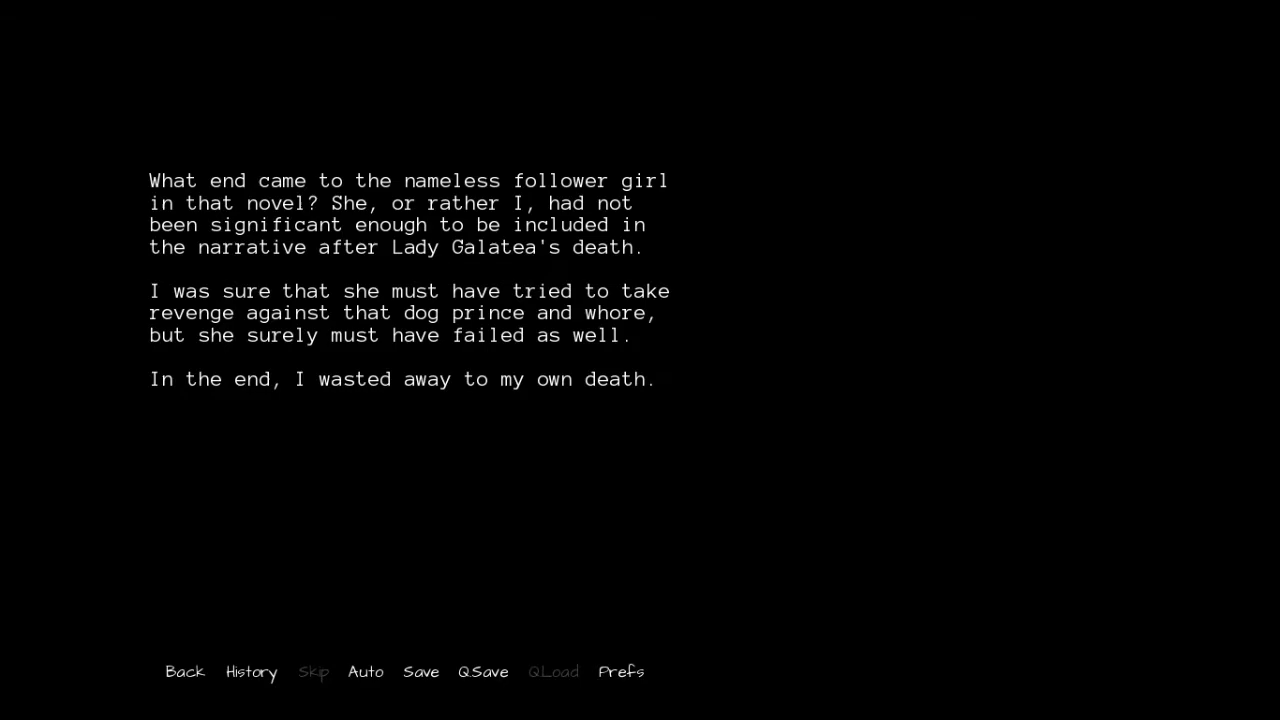 What end came to the nameless follower girl
in that novel? She, or rather I, had not
been significant enough to be included in
the narrative after Lady Galatea's death.
I was sure that she must have tried to take
revenge against that dog prince and whore,
but she surely must have failed as well.
In the end, I wasted away to my own death.
Back History Skip Auto Save Q.Save Q.Load Prefs